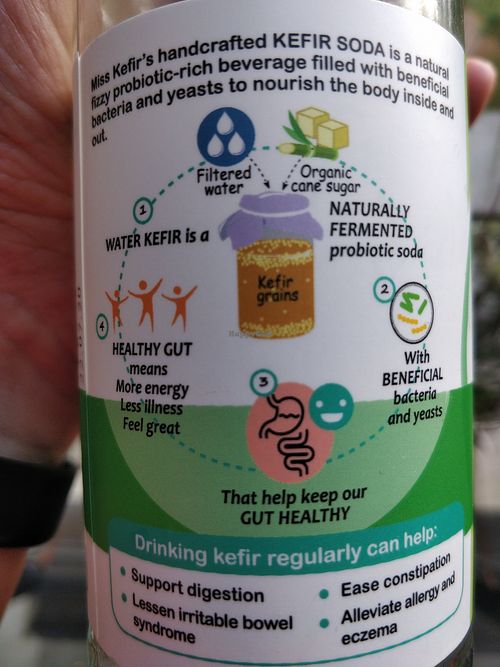 Miss Kefir's handcrafted KEFIR SODA is a natural
fizzy probiotic-rich beverage filled with beneficial
bacteria and yeasts to nourish the body inside and
out.
Filtered
water
Organic
cane sugar
1
WATER KEFIR is a
NATURALLY
FERMENTED
probiotic soda
Kefir
grains
2
With
BENEFICIAL
bacteria
and yeasts
3
That help keep our
GUT HEALTHY
4
HEALTHY GUT
means
More energy
Less illness
Feel great
Drinking kefir regularly can help:
• Support digestion
• Lessen irritable bowel
syndrome
• Ease constipation
• Alleviate allergy and
eczema